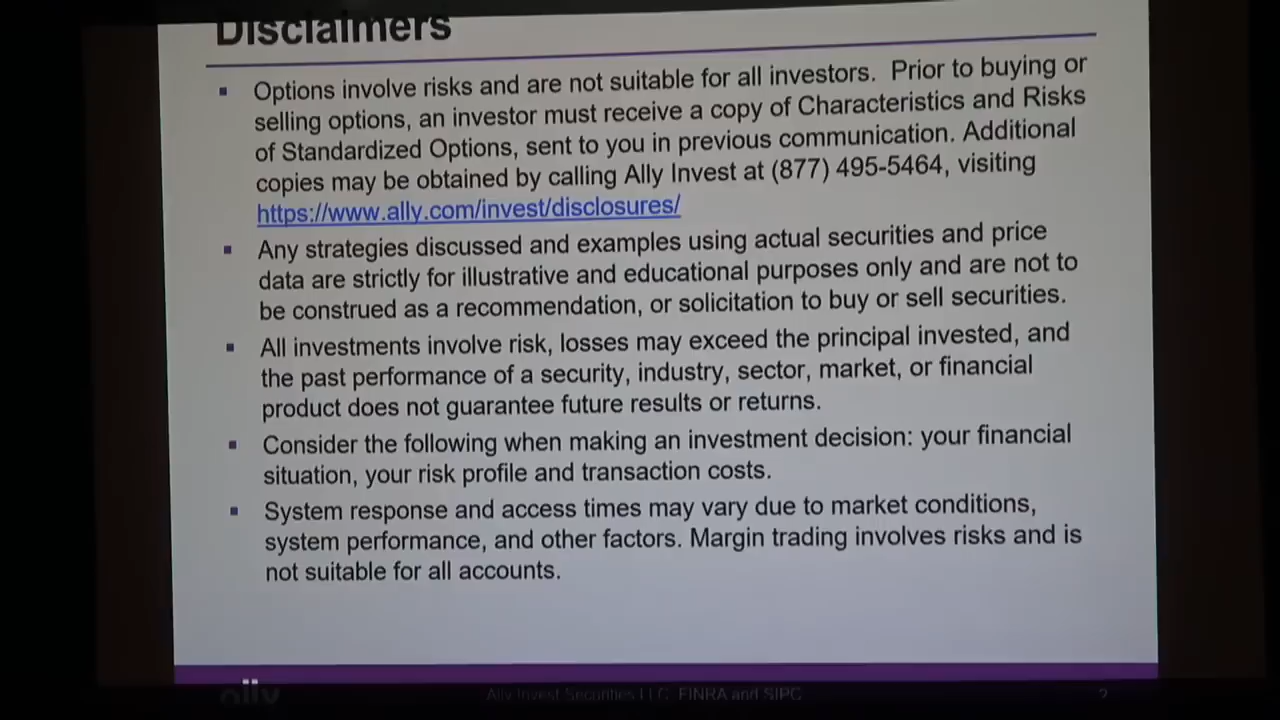 Disclaimers
▪ Options involve risks and are not suitable for all investors. Prior to buying or
selling options, an investor must receive a copy of Characteristics and Risks
of Standardized Options, sent to you in previous communication. Additional
copies may be obtained by calling Ally Invest at (877) 495-5464, visiting
https://www.ally.com/invest/disclosures/
▪ Any strategies discussed and examples using actual securities and price
data are strictly for illustrative and educational purposes only and are not to
be construed as a recommendation, or solicitation to buy or sell securities.
▪ All investments involve risk, losses may exceed the principal invested, and
the past performance of a security, industry, sector, market, or financial
product does not guarantee future results or returns.
▪ Consider the following when making an investment decision: your financial
situation, your risk profile and transaction costs.
▪ System response and access times may vary due to market conditions,
system performance, and other factors. Margin trading involves risks and is
not suitable for all accounts.
ally
Ally Invest Securities LLC, FINRA and SIPC
2